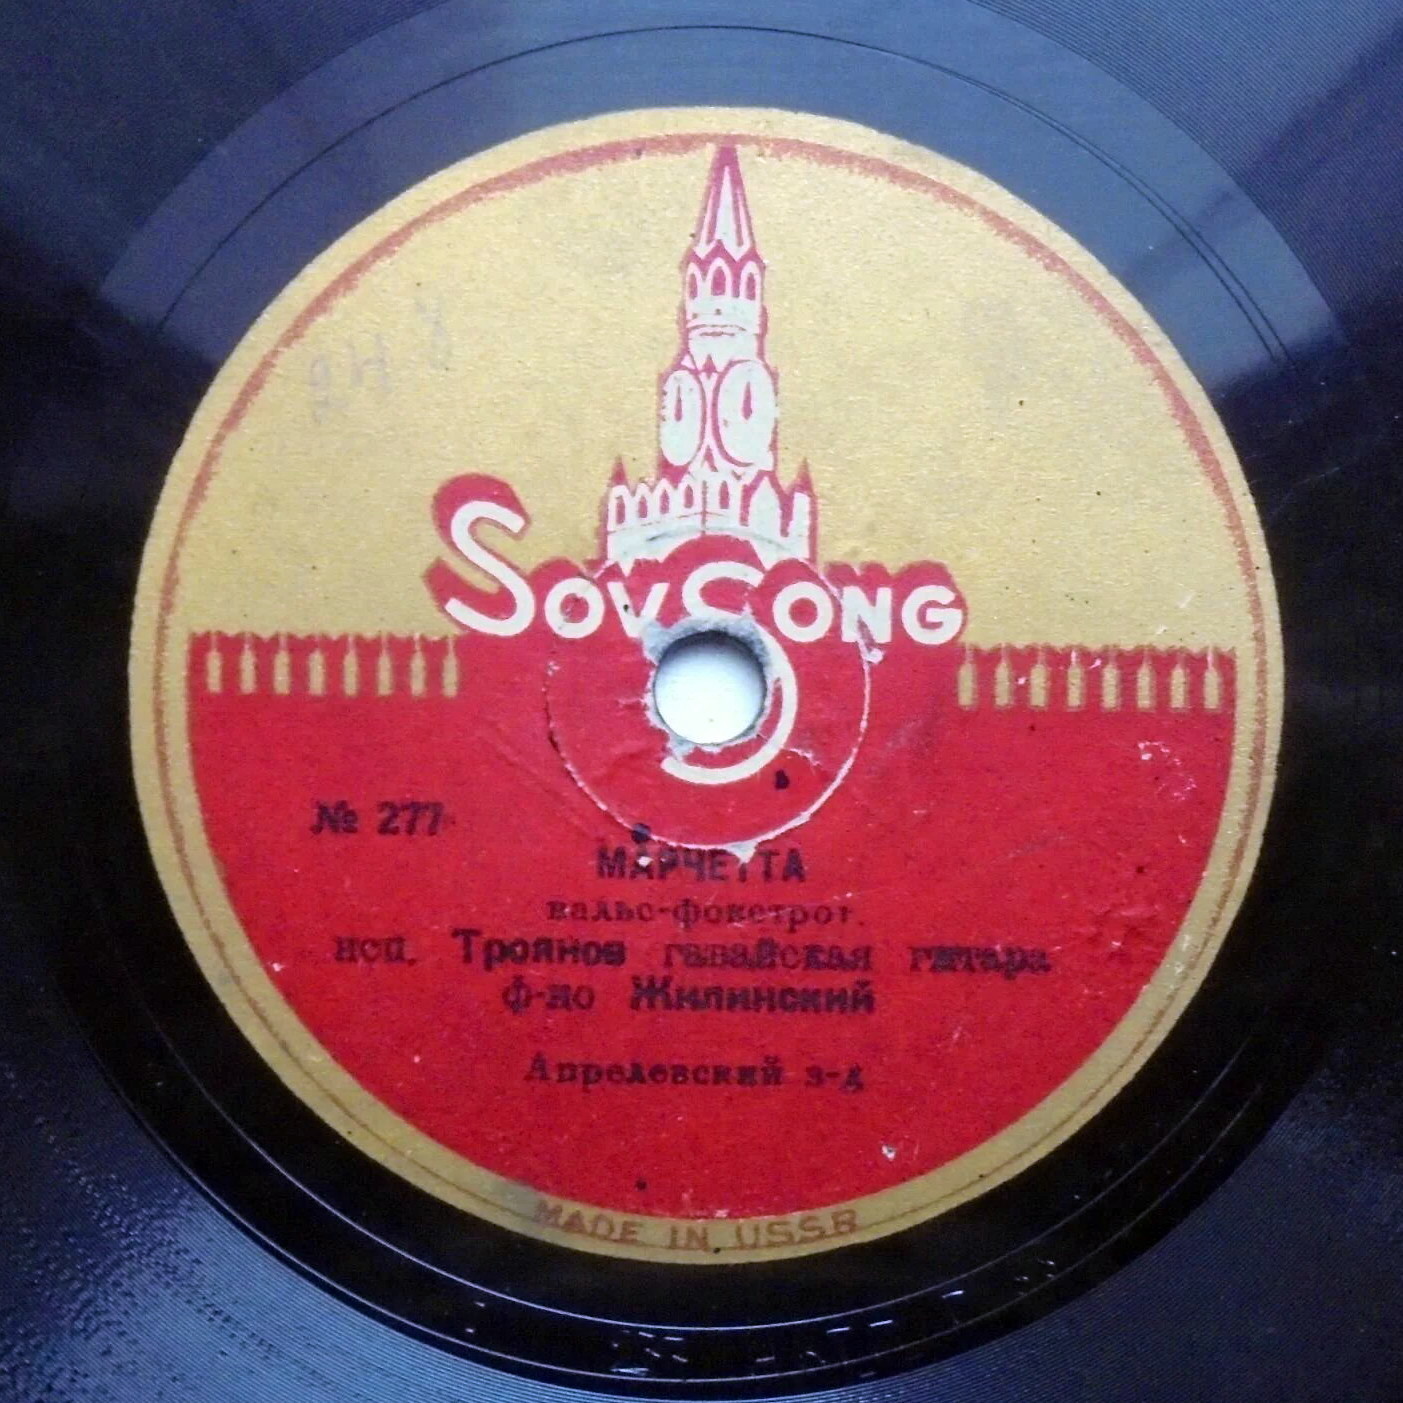 SovSong
№ 277
МАРЧЕТТА
вальс-фокстрот.
исп. Троянов гавайская гитара
ф-но Жилинский
Апрелевский з-д
MADE IN USSR